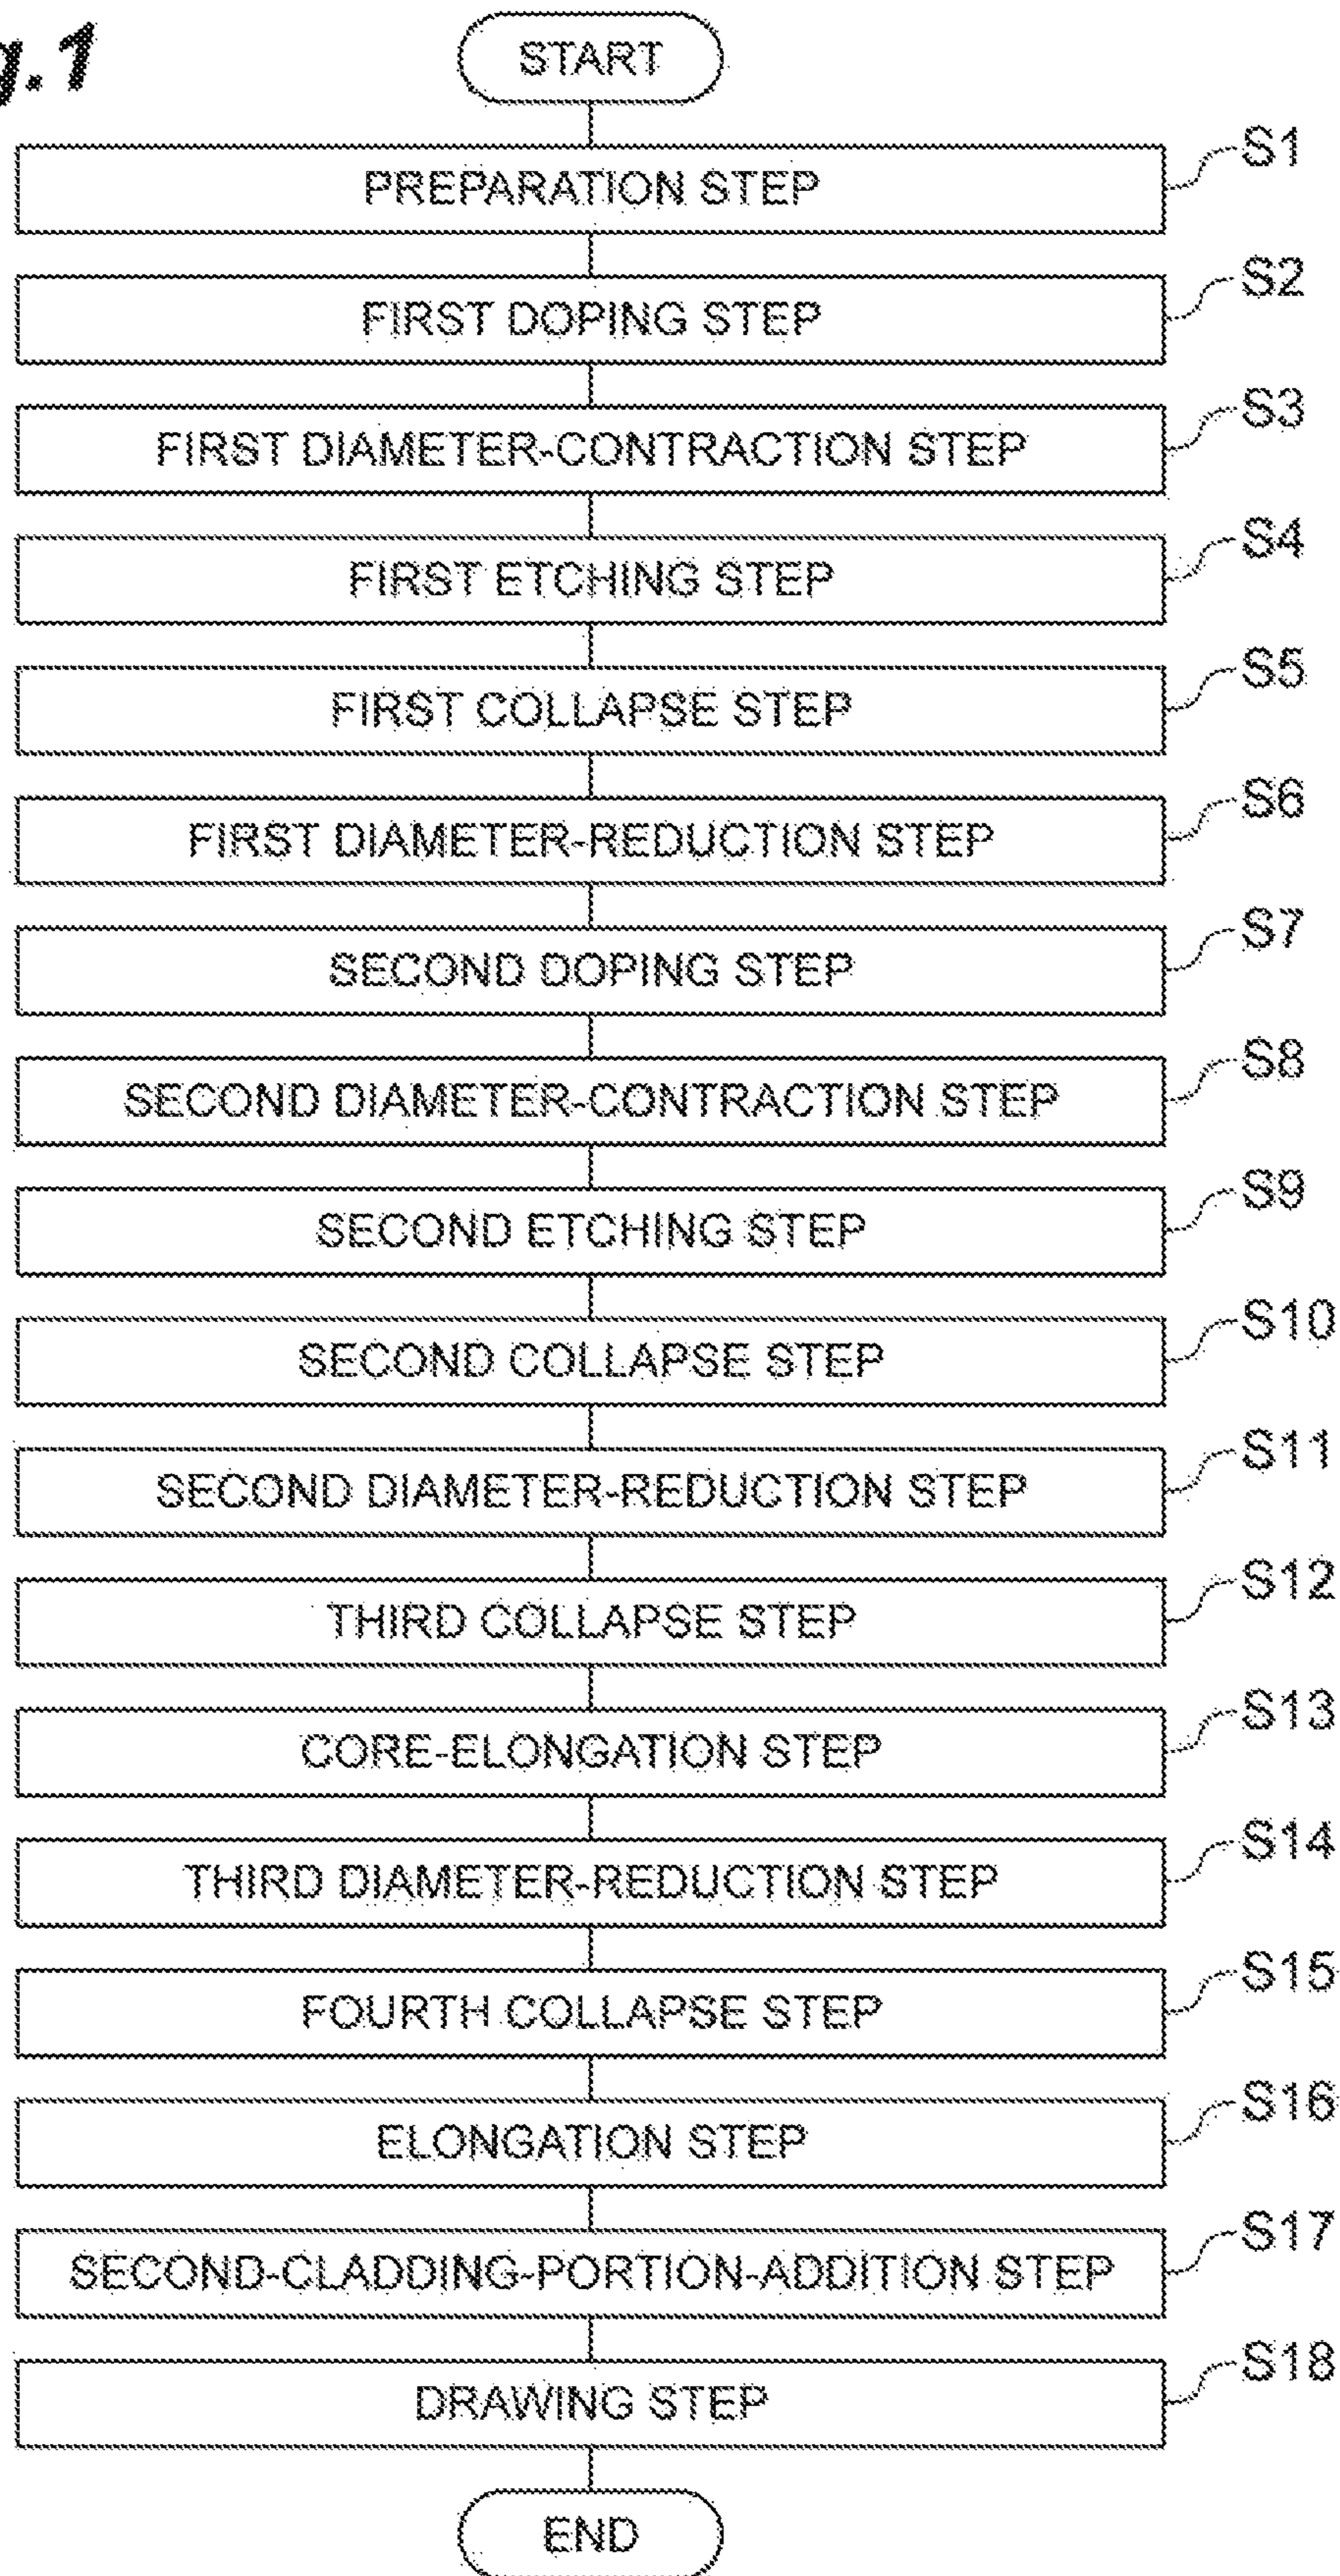 g.1
START
PREPARATION STEP S1
FIRST DOPING STEP S2
FIRST DIAMETER-CONTRACTION STEP S3
FIRST ETCHING STEP S4
FIRST COLLAPSE STEP S5
FIRST DIAMETER-REDUCTION STEP S6
SECOND DOPING STEP S7
SECOND DIAMETER-CONTRACTION STEP S8
SECOND ETCHING STEP S9
SECOND COLLAPSE STEP S10
SECOND DIAMETER-REDUCTION STEP S11
THIRD COLLAPSE STEP S12
CORE-ELONGATION STEP S13
THIRD DIAMETER-REDUCTION STEP S14
FOURTH COLLAPSE STEP S15
ELONGATION STEP S16
SECOND-CLADDING-PORTION-ADDITION STEP S17
DRAWING STEP S18
END